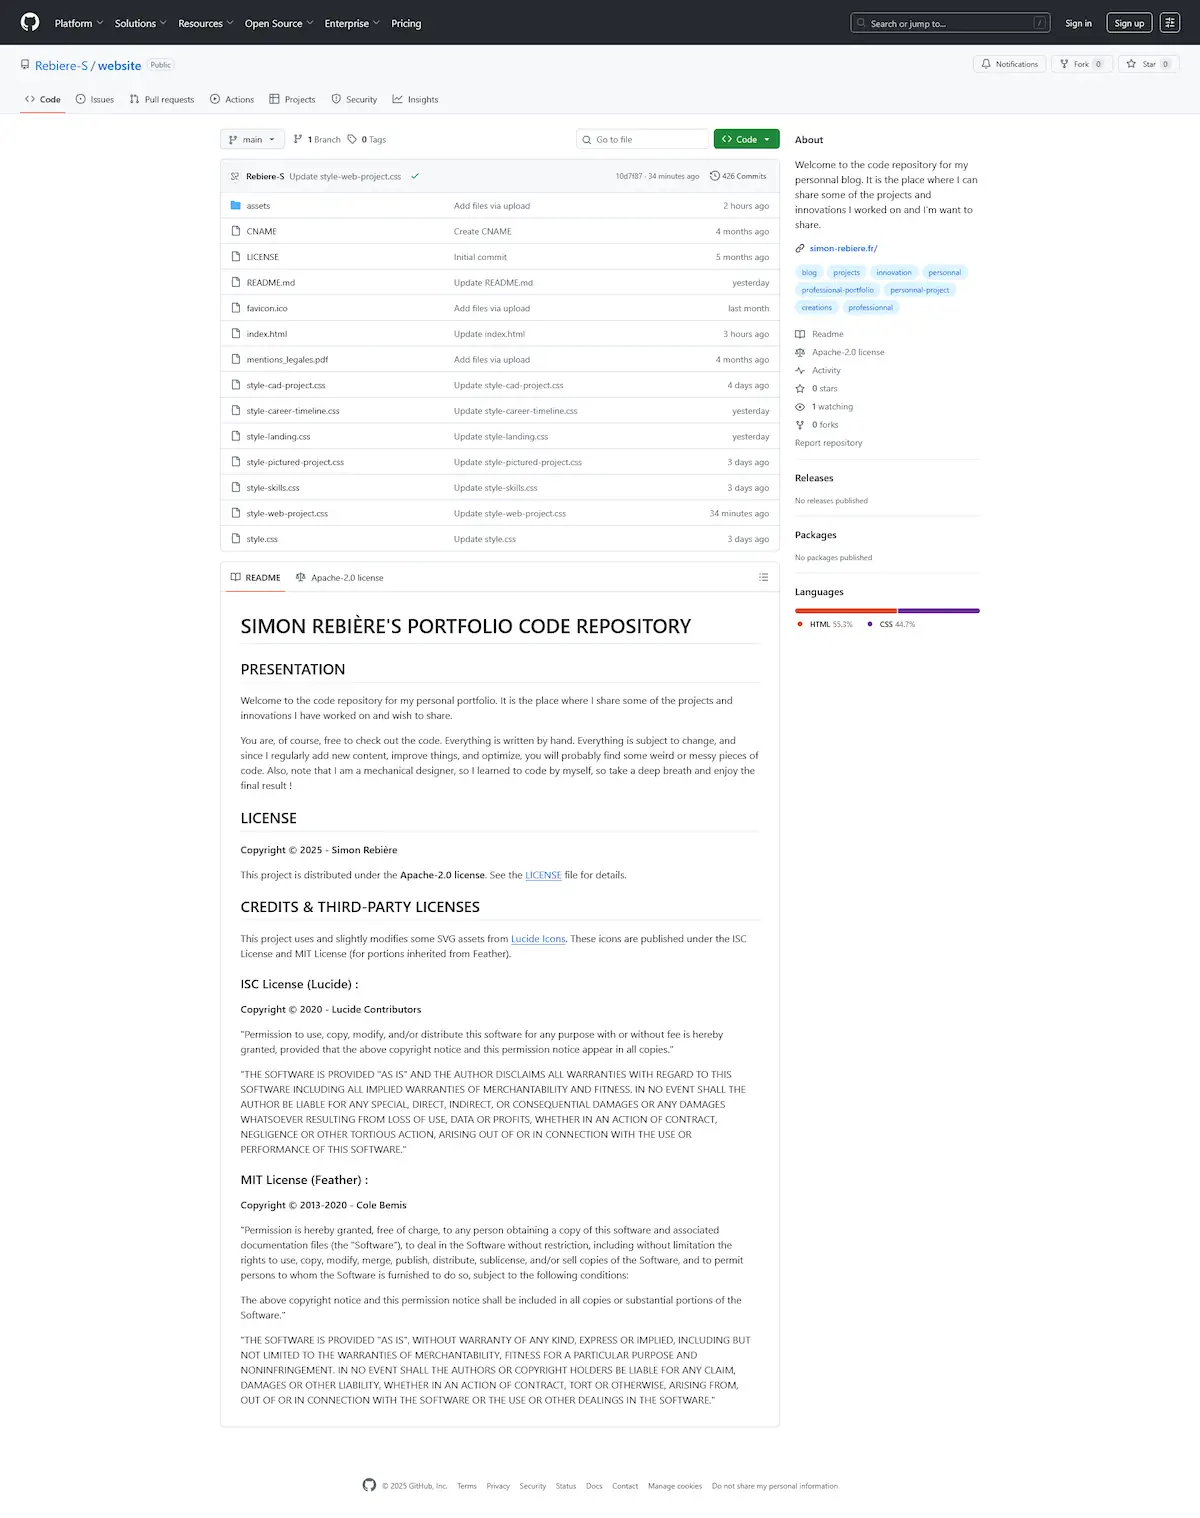 Platform Solutions Resources Open Source Enterprise Pricing Search or jump to... / Sign in Sign up
Rebiere-S / website Public Notifications Fork 0 Star 0
Code Issues Pull requests Actions Projects Security Insights
main 1 Branch 0 Tags Go to file Code
Rebiere-S Update style-web-project.css 10d7f87 · 34 minutes ago 426 Commits
assets Add files via upload 2 hours ago
CNAME Create CNAME 4 months ago
LICENSE Initial commit 5 months ago
README.md Update README.md yesterday
favicon.ico Add files via upload last month
index.html Update index.html 3 hours ago
mentions_legales.pdf Add files via upload 4 months ago
style-cad-project.css Update style-cad-project.css 4 days ago
style-career-timeline.css Update style-career-timeline.css yesterday
style-landing.css Update style-landing.css yesterday
style-pictured-project.css Update style-pictured-project.css 3 days ago
style-skills.css Update style-skills.css 3 days ago
style-web-project.css Update style-web-project.css 34 minutes ago
style.css Update style.css 3 days ago
README Apache-2.0 license
SIMON REBIÈRE'S PORTFOLIO CODE REPOSITORY
PRESENTATION
Welcome to the code repository for my personal portfolio. It is the place where I share some of the projects and
innovations I have worked on and wish to share.
You are, of course, free to check out the code. Everything is written by hand. Everything is subject to change, and
since I regularly add new content, improve things, and optimize, you will probably find some weird or messy pieces of
code. Also, note that I am a mechanical designer, so I learned to code by myself, so take a deep breath and enjoy the
final result !
LICENSE
Copyright © 2025 - Simon Rebière
This project is distributed under the Apache-2.0 license. See the LICENSE file for details.
CREDITS & THIRD-PARTY LICENSES
This project uses and slightly modifies some SVG assets from Lucide Icons. These icons are published under the ISC
License and MIT License (for portions inherited from Feather).
ISC License (Lucide) :
Copyright © 2020 - Lucide Contributors
"Permission to use, copy, modify, and/or distribute this software for any purpose with or without fee is hereby
granted, provided that the above copyright notice and this permission notice appear in all copies."
"THE SOFTWARE IS PROVIDED "AS IS" AND THE AUTHOR DISCLAIMS ALL WARRANTIES WITH REGARD TO THIS
SOFTWARE INCLUDING ALL IMPLIED WARRANTIES OF MERCHANTABILITY AND FITNESS. IN NO EVENT SHALL THE
AUTHOR BE LIABLE FOR ANY SPECIAL, DIRECT, INDIRECT, OR CONSEQUENTIAL DAMAGES OR ANY DAMAGES
WHATSOEVER RESULTING FROM LOSS OF USE, DATA OR PROFITS, WHETHER IN AN ACTION OF CONTRACT,
NEGLIGENCE OR OTHER TORTIOUS ACTION, ARISING OUT OF OR IN CONNECTION WITH THE USE OR
PERFORMANCE OF THIS SOFTWARE."
MIT License (Feather) :
Copyright © 2013-2020 - Cole Bemis
"Permission is hereby granted, free of charge, to any person obtaining a copy of this software and associated
documentation files (the "Software"), to deal in the Software without restriction, including without limitation the
rights to use, copy, modify, merge, publish, distribute, sublicense, and/or sell copies of the Software, and to permit
persons to whom the Software is furnished to do so, subject to the following conditions:
The above copyright notice and this permission notice shall be included in all copies or substantial portions of the
Software."
"THE SOFTWARE IS PROVIDED "AS IS", WITHOUT WARRANTY OF ANY KIND, EXPRESS OR IMPLIED, INCLUDING BUT
NOT LIMITED TO THE WARRANTIES OF MERCHANTABILITY, FITNESS FOR A PARTICULAR PURPOSE AND
NONINFRINGEMENT. IN NO EVENT SHALL THE AUTHORS OR COPYRIGHT HOLDERS BE LIABLE FOR ANY CLAIM,
DAMAGES OR OTHER LIABILITY, WHETHER IN AN ACTION OF CONTRACT, TORT OR OTHERWISE, ARISING FROM,
OUT OF OR IN CONNECTION WITH THE SOFTWARE OR THE USE OR OTHER DEALINGS IN THE SOFTWARE."
About
Welcome to the code repository for my
personnal blog. It is the place where I can
share some of the projects and
innovations I worked on and I'm want to
share.
simon-rebiere.fr/
blog projects innovation personnal
professional-portfolio personnal-project
creations professionnal
Readme
Apache-2.0 license
Activity
0 stars
1 watching
0 forks
Report repository
Releases
No releases published
Packages
No packages published
Languages
HTML 55.3% CSS 44.7%
© 2025 GitHub, Inc. Terms Privacy Security Status Docs Contact Manage cookies Do not share my personal information